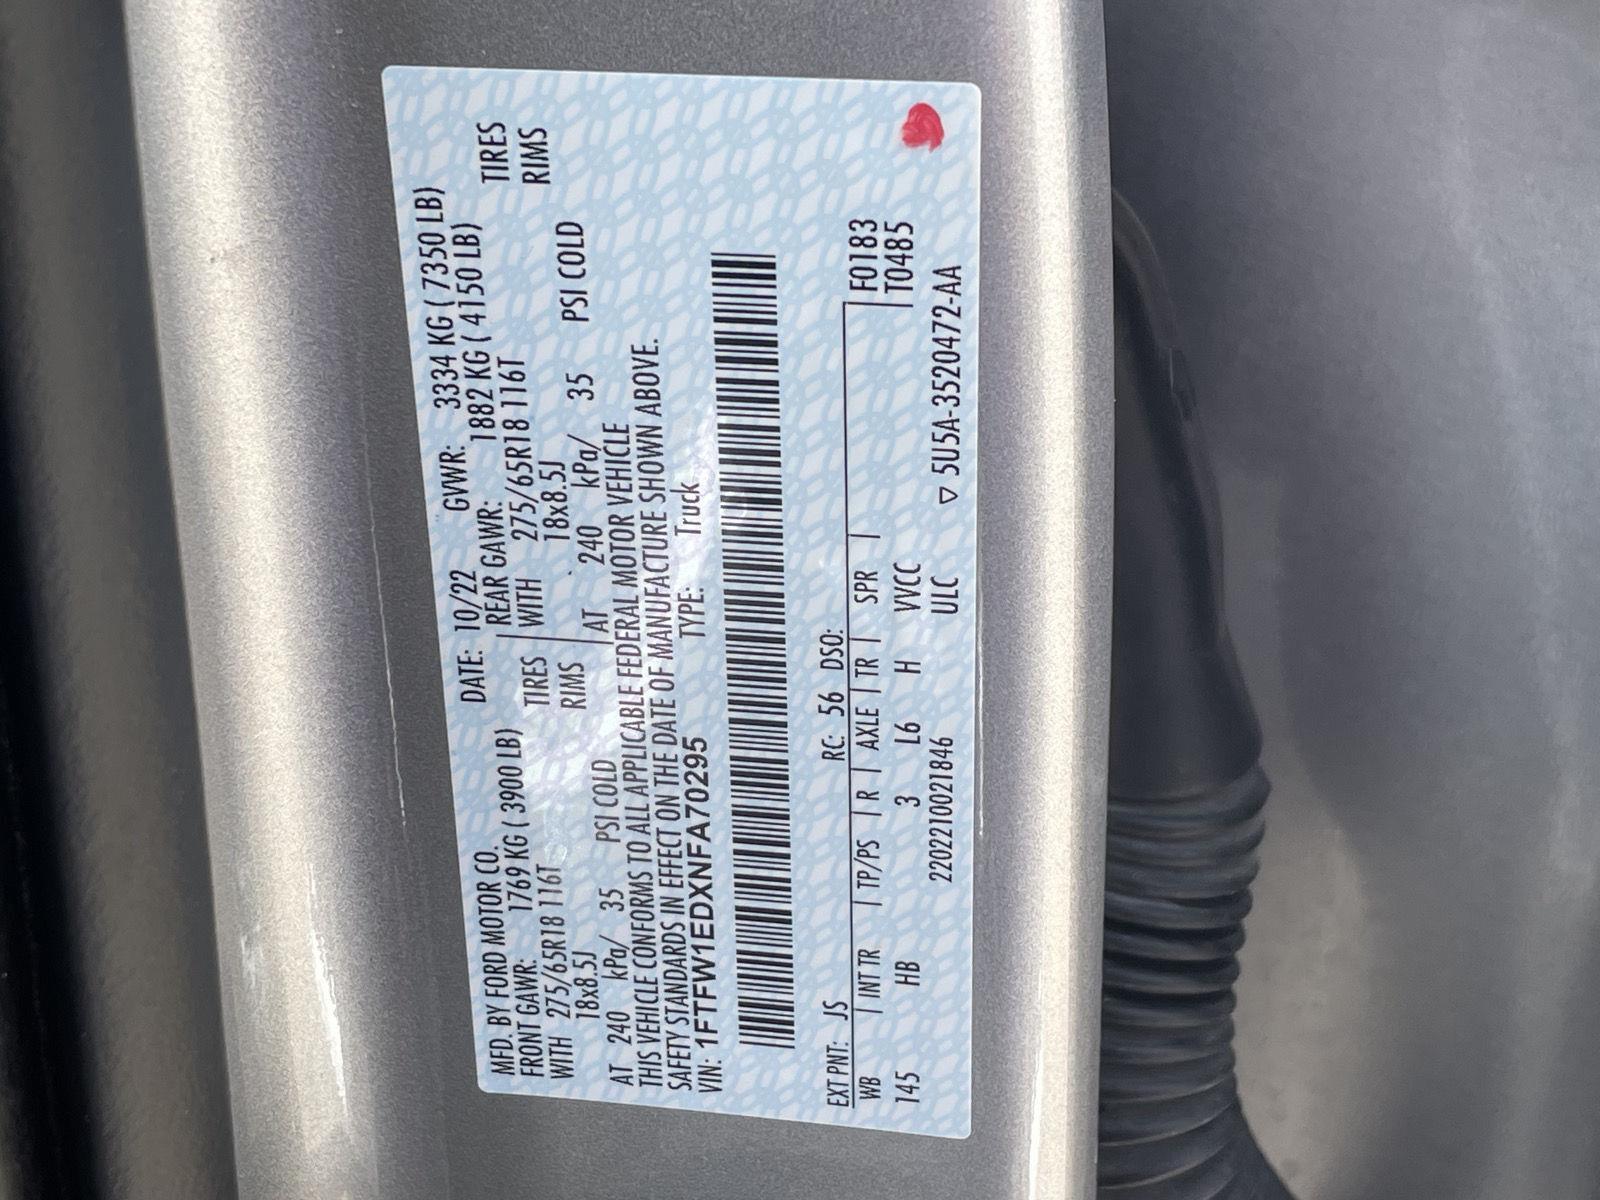 MFD. BY FORD MOTOR CO. DATE: 10/22 GVWR: 3334 KG ( 7350 LB)
FRONT GAWR: 1769 KG ( 3900 LB) REAR GAWR: 1882 KG ( 4150 LB)
WITH 275/65R18 116T TIRES WITH 275/65R18 116T TIRES
18x8.5J RIMS 18x8.5J RIMS
AT 240 kPa/ 35 PSI COLD AT 240 kPa/ 35 PSI COLD
THIS VEHICLE CONFORMS TO ALL APPLICABLE FEDERAL MOTOR VEHICLE
SAFETY STANDARDS IN EFFECT ON THE DATE OF MANUFACTURE SHOWN ABOVE.
VIN: 1FTFW1EDXNFA70295 TYPE: Truck
EXT PNT: JS RC: 56 DSO: F0183
WB | INT TR | TP/PS | R | AXLE | TR | SPR | T0485
145 HB 3 L6 H VVCC
2202210021846 ULC ▽ 5U5A-3520472-AA